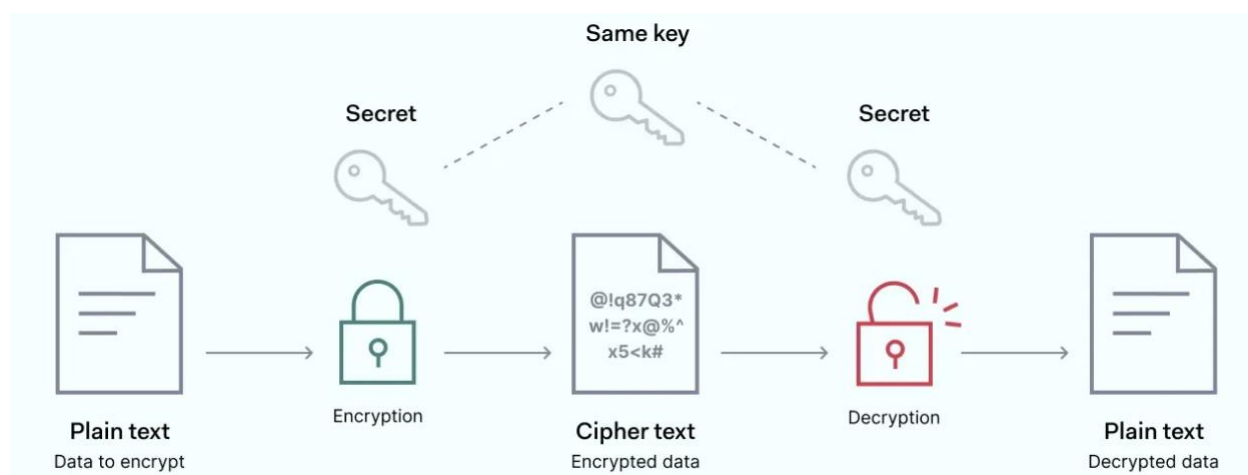 Same key
Secret
Secret
@!q87Q3*
w!=?x@%^
x5<k#
Encryption
Decryption
Plain text
Data to encrypt
Cipher text
Encrypted data
Plain text
Decrypted data